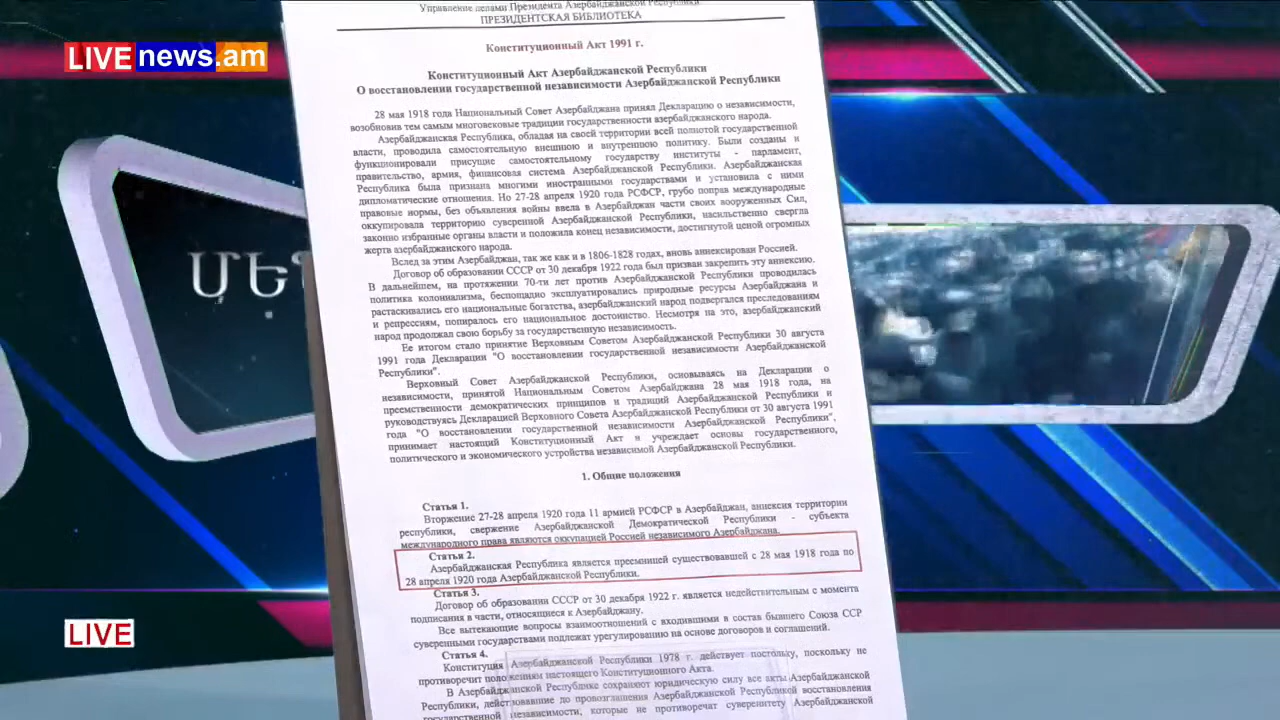 Управление делами Президента Азербайджанской Республики
ПРЕЗИДЕНТСКАЯ БИБЛИОТЕКА
LIVE news.am
Конституционный Акт 1991 г.
Конституционный Акт Азербайджанской Республики
О восстановлении государственной независимости Азербайджанской Республики
28 мая 1918 года Национальный Совет Азербайджана принял Декларацию о независимости,
возобновив тем самым многовековые традиции государственности азербайджанского народа.
Азербайджанская Республика, обладая на своей территории всей полнотой государственной
власти, проводила самостоятельную внешнюю и внутреннюю политику. Были созданы и
функционировали присущие самостоятельному государству институты - парламент,
правительство, армия, финансовая система Азербайджанской Республики. Азербайджанская
Республика была признана многими иностранными государствами и установила с ними
дипломатические отношения. Но 27-28 апреля 1920 года РСФСР, грубо поправ международные
правовые нормы, без объявления войны ввела в Азербайджан части своих вооруженных Сил,
оккупировала территорию суверенной Азербайджанской Республики, насильственно свергла
законно избранные органы власти и положила конец независимости, достигнутой ценой огромных
жертв азербайджанского народа.
Вслед за этим Азербайджан, так же как и в 1806-1828 годах, вновь аннексирован Россией.
Договор об образовании СССР от 30 декабря 1922 года был призван закрепить эту аннексию.
В дальнейшем, на протяжении 70-ти лет против Азербайджанской Республики проводилась
политика колониализма, беспощадно эксплуатировались природные ресурсы Азербайджана и
растаскивались его национальные богатства, азербайджанский народ подвергался преследованиям
и репрессиям, попиралось его национальное достоинство. Несмотря на это, азербайджанский
народ продолжал свою борьбу за государственную независимость.
Ее итогом стало принятие Верховным Советом Азербайджанской Республики 30 августа
1991 года Декларации "О восстановлении государственной независимости Азербайджанской
Республики".
Верховный Совет Азербайджанской Республики, основываясь на Декларации о
независимости, принятой Национальным Советом Азербайджана 28 мая 1918 года, на
преемственности демократических принципов и традиций Азербайджанской Республики и
руководствуясь Декларацией Верховного Совета Азербайджанской Республики от 30 августа 1991
года "О восстановлении государственной независимости Азербайджанской Республики",
принимает настоящий Конституционный Акт и учреждает основы государственного,
политического и экономического устройства независимой Азербайджанской Республики.
1. Общие положения
Статья 1.
Вторжение 27-28 апреля 1920 года 11 армией РСФСР в Азербайджан, аннексия территории
республики, свержение Азербайджанской Демократической Республики - субъекта
международного права являются оккупацией Россией независимого Азербайджана.
Статья 2.
Азербайджанская Республика является преемницей существовавшей с 28 мая 1918 года по
28 апреля 1920 года Азербайджанской Республики.
Статья 3.
Договор об образовании СССР от 30 декабря 1922 г. является недействительным с момента
подписания в части, относящиеся к Азербайджану.
Все вытекающие вопросы взаимоотношений с входившими в состав бывшего Союза ССР
суверенными государствами подлежат урегулированию на основе договоров и соглашений.
Статья 4.
Конституция Азербайджанской Республики 1978 г. действует постольку, поскольку не
противоречит положениям настоящего Конституционного Акта.
В Азербайджанской Республике сохраняют юридическую силу все акты Азербайджанской
Республики, действовавшие до провозглашения Азербайджанской Республикой восстановления
государственной независимости, которые не противоречат суверенитету Азербайджанской
LIVE